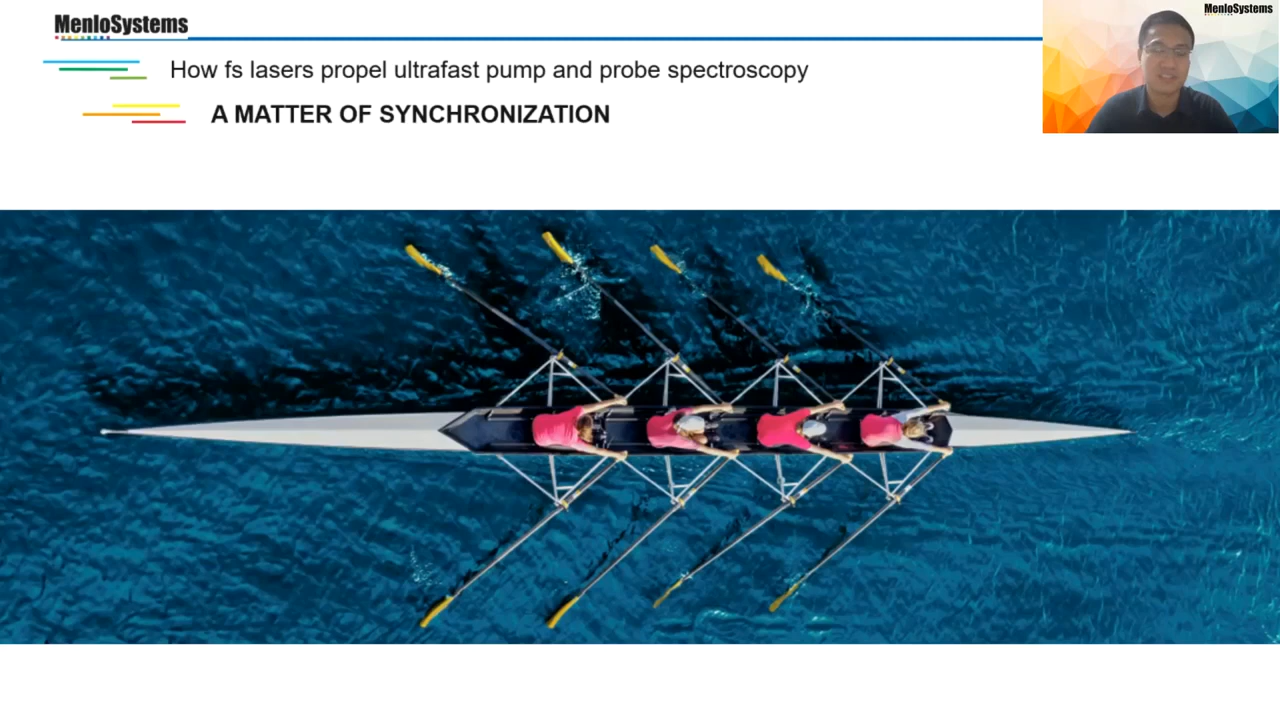 MenloSystems
How fs lasers propel ultrafast pump and probe spectroscopy
A MATTER OF SYNCHRONIZATION
MenloSystems